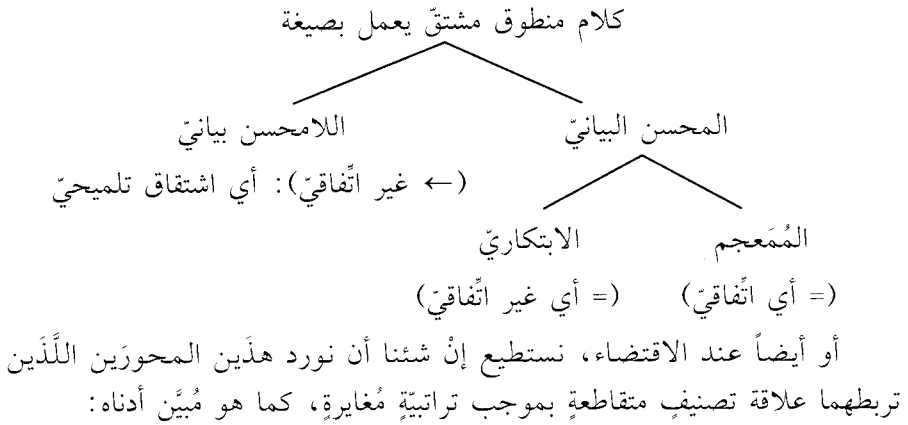 كلام منطوق مشتقّ يعمل بصيغة
المحسن البيانيّ اللامحسن بيانيّ
(← غير اتِّفاقيّ): أي اشتقاق تلميحيّ
المُمَعجم الابتكاريّ
(= أي اتِّفاقيّ) (= أي غير اتِّفاقيّ)
أو أيضاً عند الاقتضاء، نستطيع إنْ شئنا أن نورد هذَين المحورَين اللَّذَين
تربطهما علاقة تصنيفٍ متقاطعةٍ بموجب تراتبيّةٍ مُغايرةٍ، كما هو مُبيَّن أدناه: